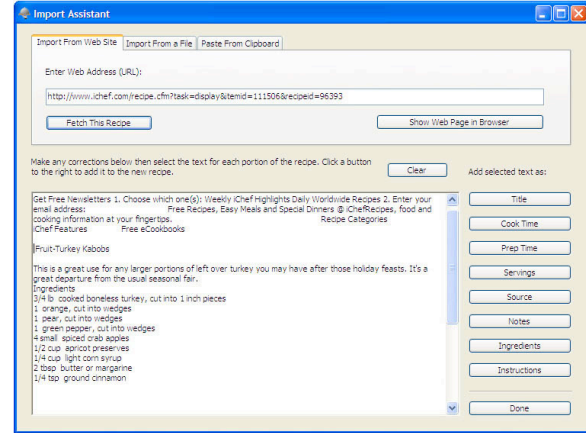 Import Assistant
Import From Web Site
Import From a File
Paste From Clipboard
Enter Web Address (URL):
http://www.ichef.com/recipe.cfm?task=display&itemid=111506&recipeid=96393
Fetch This Recipe
Show Web Page in Browser
Make any corrections below then select the text for each portion of the recipe. Click a button
to the right to add it to the new recipe.
Clear
Add selected text as:
Get Free Newsletters 1. Choose which one(s): Weekly iChef Highlights Daily Worldwide Recipes 2. Enter your
email address: Free Recipes, Easy Meals and Special Dinners @ iChefRecipes, food and
cooking information at your fingertips. Recipe Categories
iChef Features Free eCookbooks
Fruit-Turkey Kabobs
This is a great use for any larger portions of left over turkey you may have after those holiday feasts. It's a
great departure from the usual seasonal fair.
Ingredients
3/4 lb cooked boneless turkey, cut into 1 inch pieces
1 orange, cut into wedges
1 pear, cut into wedges
1 green pepper, cut into wedges
4 small spiced crab apples
1/2 cup apricot preserves
1/4 cup light corn syrup
2 tbsp butter or margarine
1/4 tsp ground cinnamon
Title
Cook Time
Prep Time
Servings
Source
Notes
Ingredients
Instructions
Done